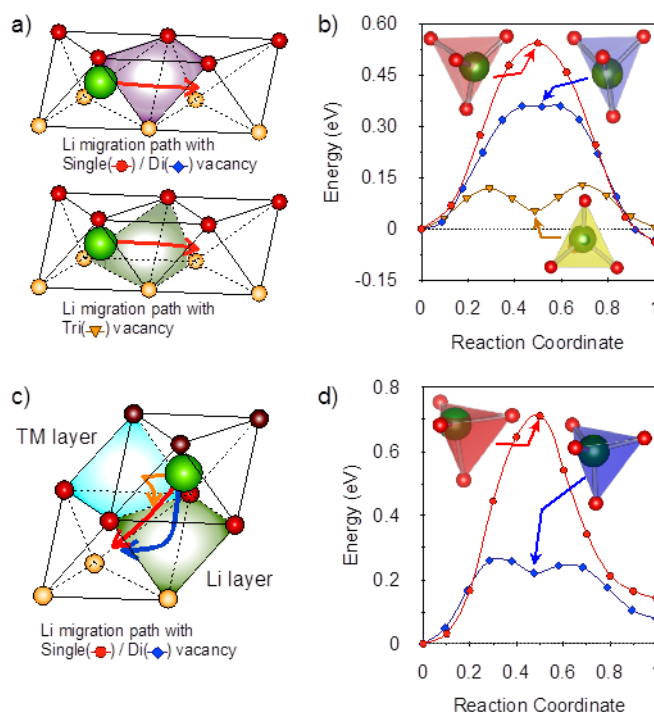 a)
Li migration path with
Single(●) / Di(◆) vacancy
Li migration path with
Tri(▼) vacancy
b)
Energy (eV)
0.60
0.45
0.30
0.15
0
-0.15
0 0.2 0.4 0.6 0.8 1
Reaction Coordinate
c)
TM layer
Li layer
Li migration path with
Single(●) / Di(◆) vacancy
d)
Energy (eV)
0.8
0.6
0.4
0.2
0
0 0.2 0.4 0.6 0.8 1
Reaction Coordinate